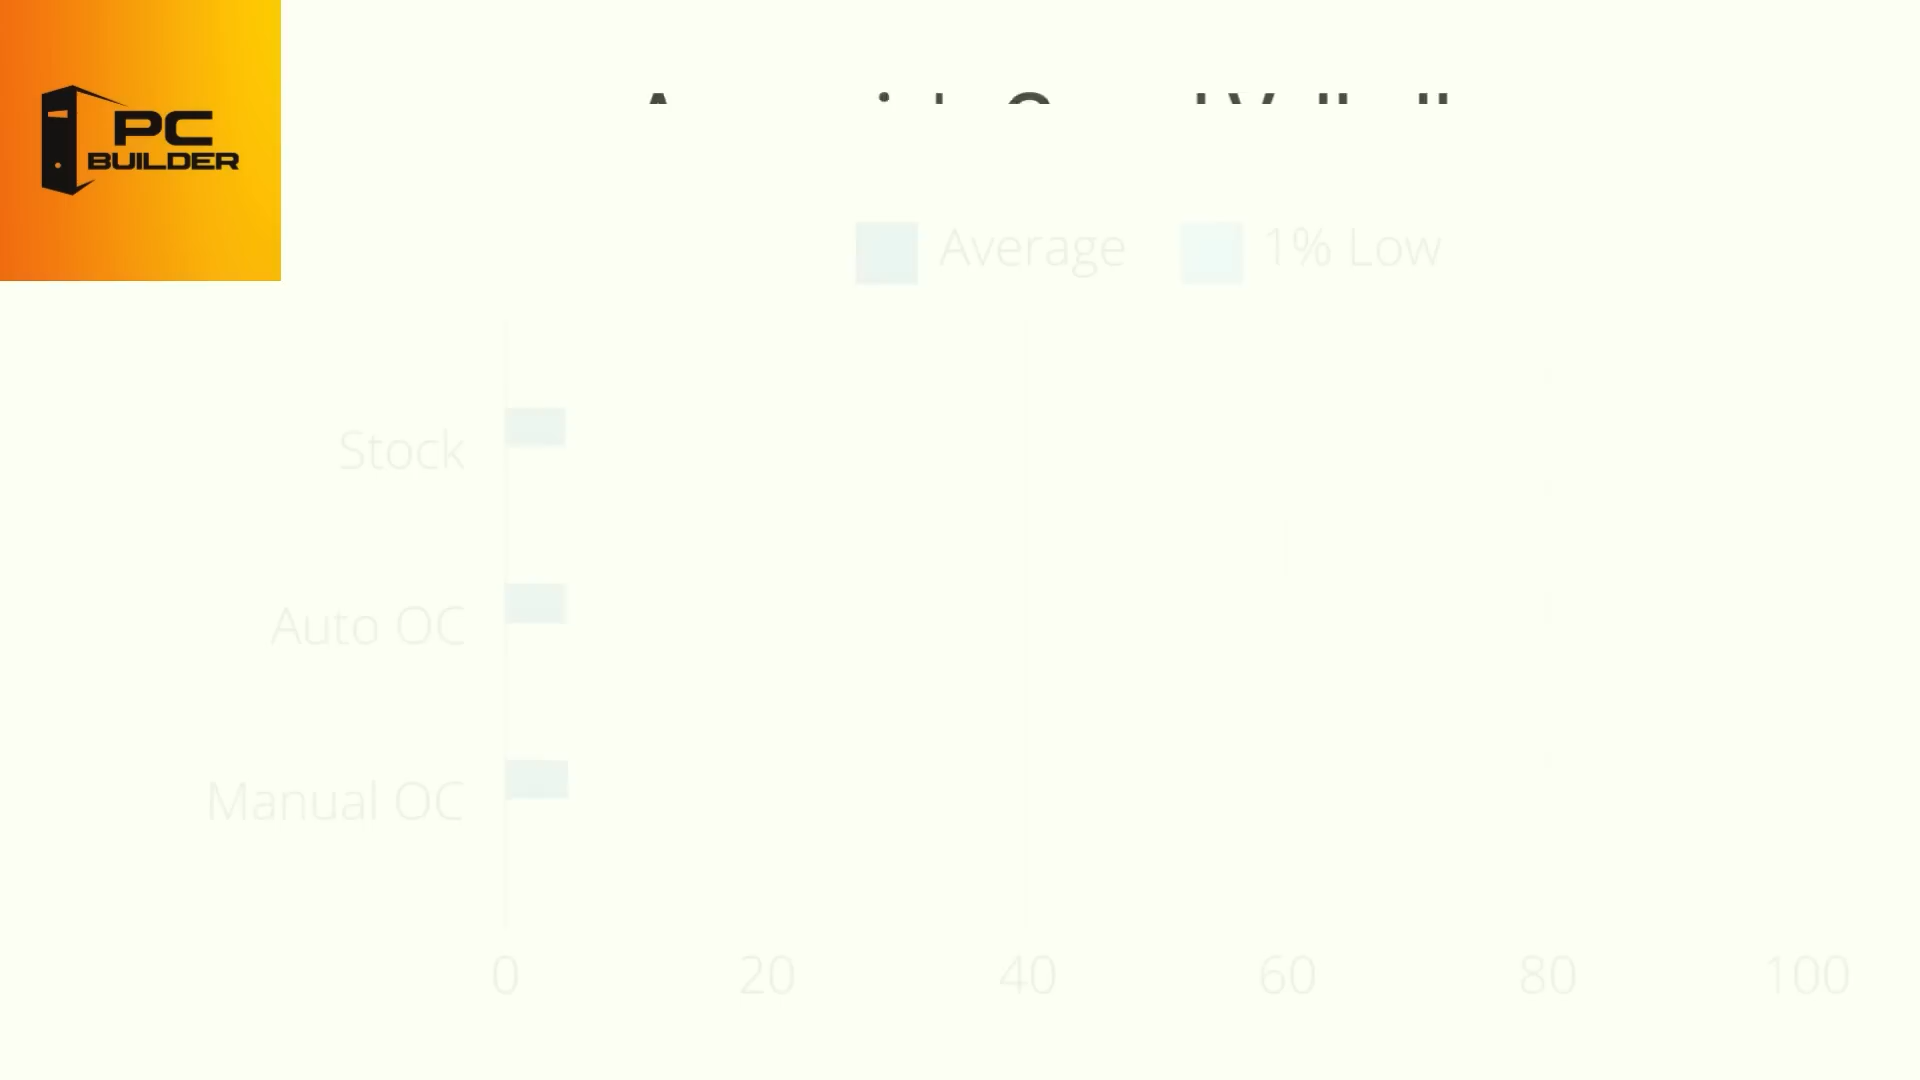 PC
BUILDER
Average 1% Low
Stock
Auto OC
Manual OC
0 20 40 60 80 100